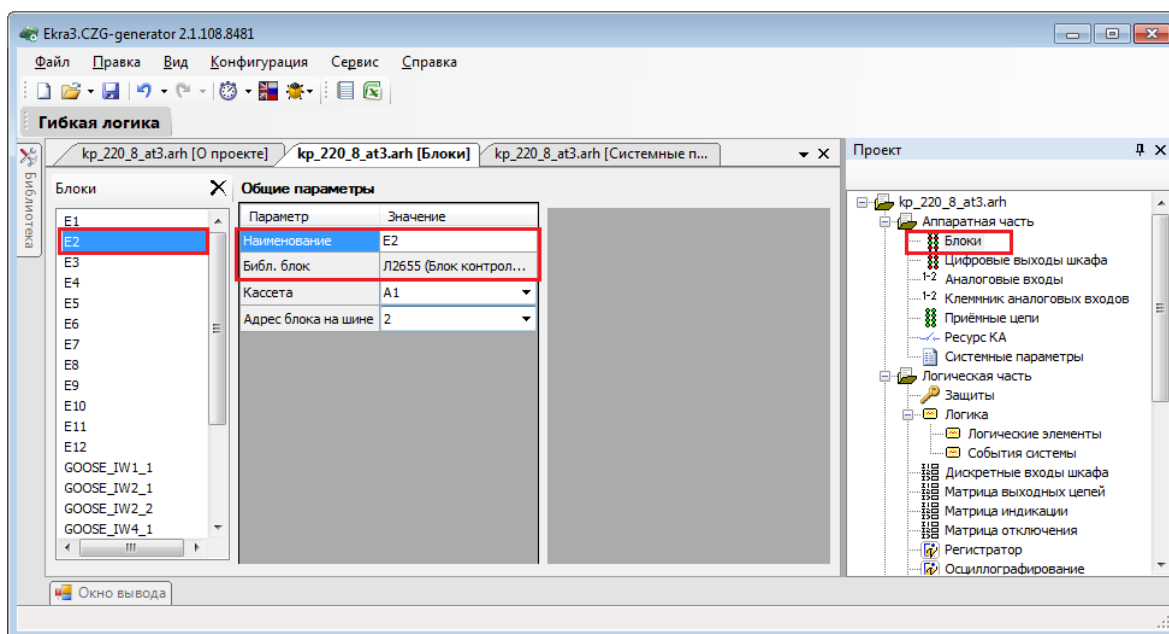 Ekra3.CZG-generator 2.1.108.8481
Файл Правка Вид Конфигурация Сервис Справка
Гибкая логика
Библиотека
kp_220_8_at3.arh [О проекте] kp_220_8_at3.arh [Блоки] kp_220_8_at3.arh [Системные п...
Блоки
E1
E2
E3
E4
E5
E6
E7
E8
E9
E10
E11
E12
GOOSE_IW1_1
GOOSE_IW2_1
GOOSE_IW2_2
GOOSE_IW4_1
Общие параметры
Параметр Значение
Наименование E2
Библ. блок Л2655 (Блок контрол...
Кассета A1
Адрес блока на шине 2
Проект
kp_220_8_at3.arh
Аппаратная часть
Блоки
Цифровые выходы шкафа
1-2 Аналоговые входы
1-2 Клеммник аналоговых входов
Приёмные цепи
Ресурс КА
Системные параметры
Логическая часть
Защиты
Логика
Логические элементы
События системы
Дискретные входы шкафа
Матрица выходных цепей
Матрица индикации
Матрица отключения
Регистратор
Осциллографирование
Окно вывода